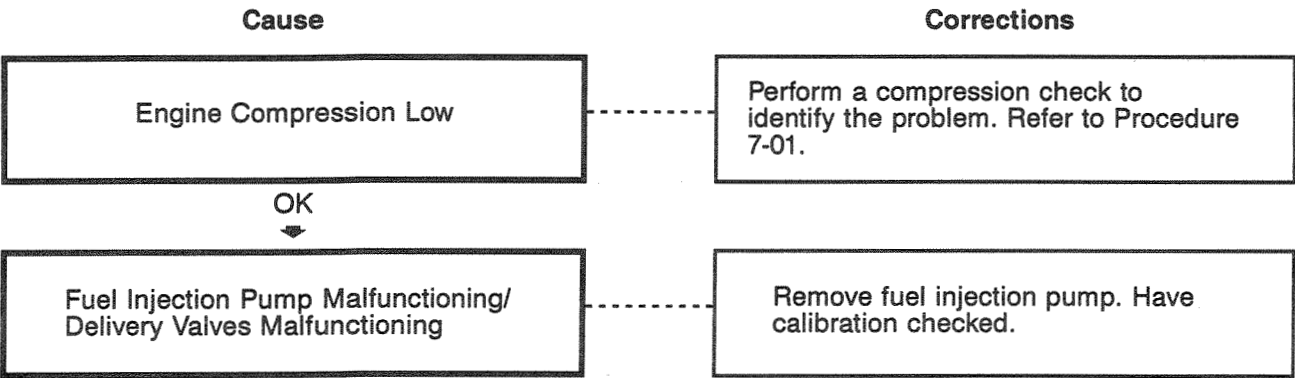 Cause
Corrections
Engine Compression Low
Perform a compression check to
identify the problem. Refer to Procedure
7-01.
OK
Fuel Injection Pump Malfunctioning/
Delivery Valves Malfunctioning
Remove fuel injection pump. Have
calibration checked.